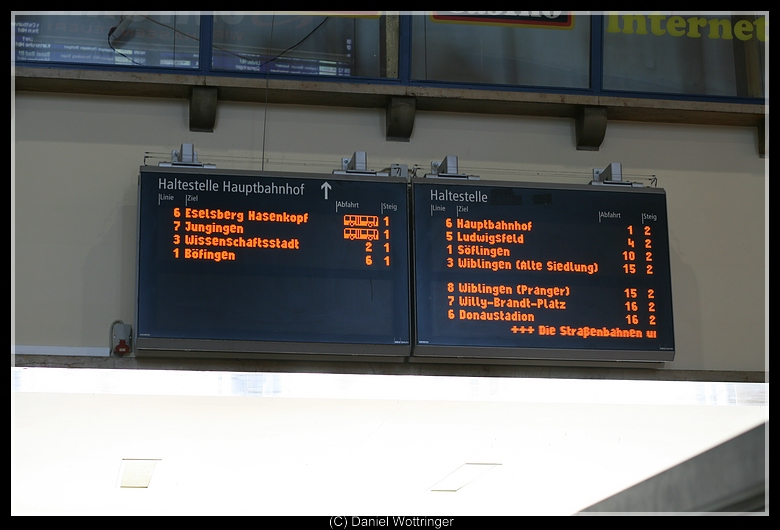 Internet
Haltestelle Hauptbahnhof ↑
Linie Ziel Abfahrt Steig
6 Eselsberg Hasenkopf 1
7 Jungingen 1
3 Wissenschaftsstadt 2 1
1 Böfingen 6 1
Haltestelle
Linie Ziel Abfahrt Steig
6 Hauptbahnhof 1 2
5 Ludwigsfeld 4 2
1 Söflingen 10 2
3 Wiblingen (Alte Siedlung) 15 2
8 Wiblingen (Pranger) 15 2
7 Willy-Brandt-Platz 16 2
6 Donaustadion 16 2
+++ Die Straßenbahnen
(C) Daniel Wottringer